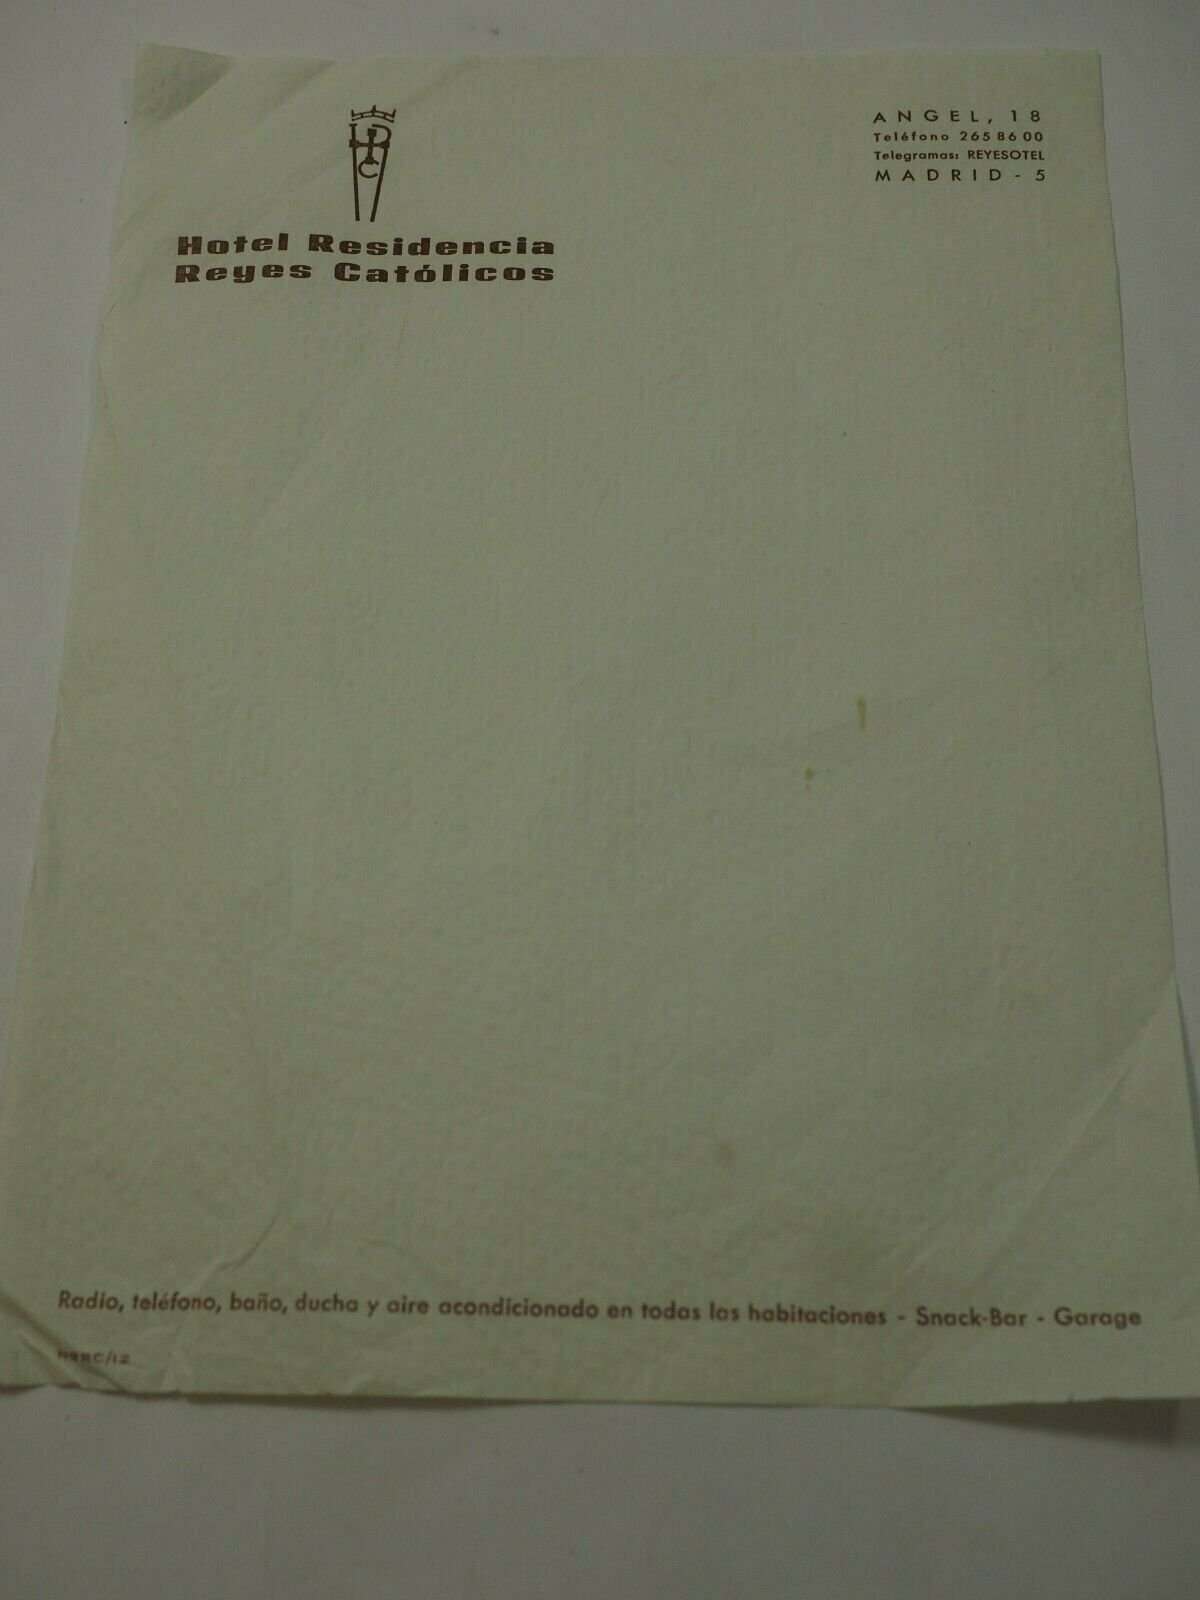 Hotel Residencia
Reyes Católicos
ANGEL, 18
Teléfono 265 86 00
Telegramas: REYESOTEL
MADRID - 5
Radio, teléfono, baño, ducha y aire acondicionado en todas las habitaciones - Snack-Bar - Garage